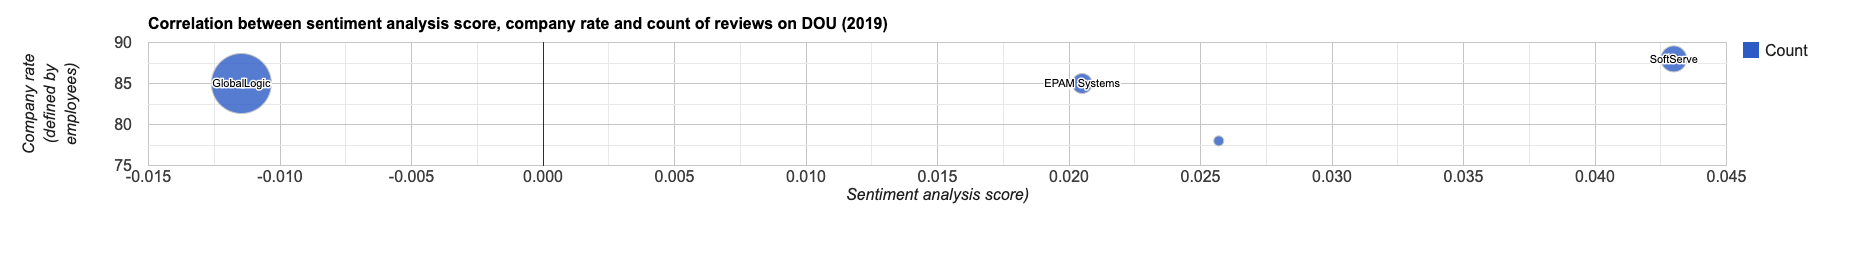 Correlation between sentiment analysis score, company rate and count of reviews on DOU (2019)
Company rate
(defined by
employees)
90
85
80
75
GlobalLogic
EPAM Systems
SoftServe
Count
-0.015
-0.010
-0.005
0.000
0.005
0.010
0.015
0.020
0.025
0.030
0.035
0.040
0.045
Sentiment analysis score)